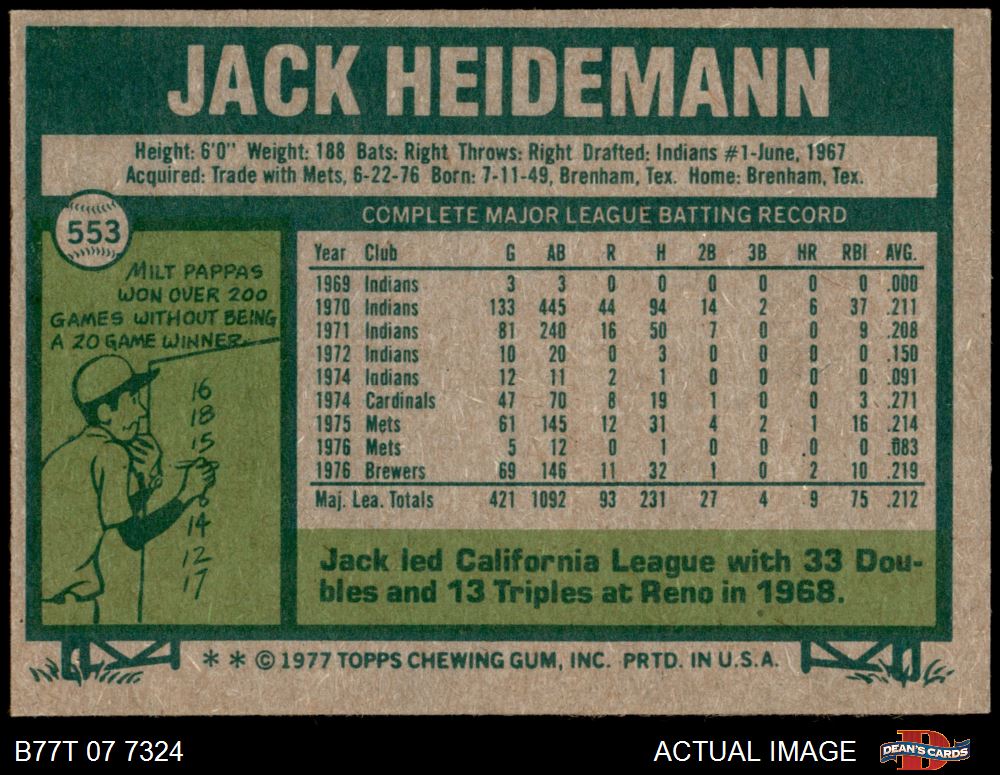 JACK HEIDEMANN
Height: 6'0" Weight: 188 Bats: Right Throws: Right Drafted: Indians #1-June, 1967
Acquired: Trade with Mets, 6-22-76 Born: 7-11-49, Brenham, Tex. Home: Brenham, Tex.
553
MILT PAPPAS
WON OVER 200
GAMES WITHOUT BEING
A 20 GAME WINNER.
16
18
15
6
14
12
17
COMPLETE MAJOR LEAGUE BATTING RECORD
Year Club G AB R H 2B 3B HR RBI AVG.
1969 Indians 3 3 0 0 0 0 0 0 .000
1970 Indians 133 445 44 94 14 2 6 37 .211
1971 Indians 81 240 16 50 7 0 0 9 .208
1972 Indians 10 20 0 3 0 0 0 0 .150
1974 Indians 12 11 2 1 0 0 0 0 .091
1974 Cardinals 47 70 8 19 1 0 0 3 .271
1975 Mets 61 145 12 31 4 2 1 16 .214
1976 Mets 5 12 0 1 0 0 .0 0 .083
1976 Brewers 69 146 11 32 1 0 2 10 .219
Maj. Lea. Totals 421 1092 93 231 27 4 9 75 .212
Jack led California League with 33 Dou-
bles and 13 Triples at Reno in 1968.
* * © 1977 TOPPS CHEWING GUM, INC. PRTD. IN U.S.A.
B77T 07 7324
ACTUAL IMAGE
DEAN'S CARDS